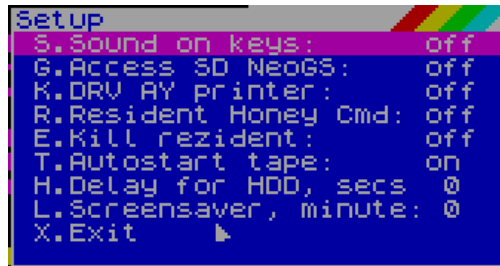 Setup
S.Sound on keys: off
G.Access SD NeoGS: off
K.DRV AY printer: off
R.Resident Honey Cmd: off
E.Kill rezident: off
T.Autostart tape: on
H.Delay for HDD, secs 0
L.Screensaver, minute: 0
X.Exit